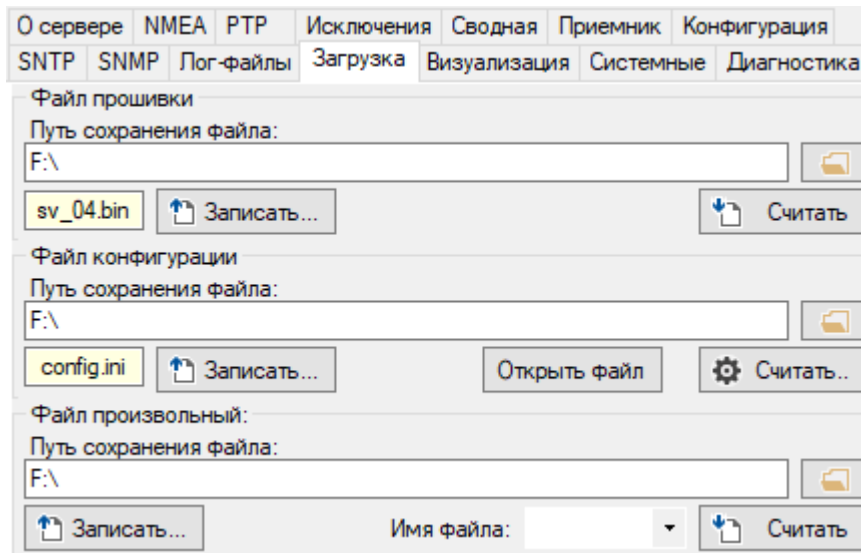 О сервере NMEA PTP Исключения Сводная Приемник Конфигурация
SNTP SNMP Лог-файлы Загрузка Визуализация Системные Диагностика
Файл прошивки
Путь сохранения файла:
F:\
sv_04.bin Записать... Считать
Файл конфигурации
Путь сохранения файла:
F:\
config.ini Записать... Открыть файл Считать..
Файл произвольный:
Путь сохранения файла:
F:\
Записать... Имя файла: Считать